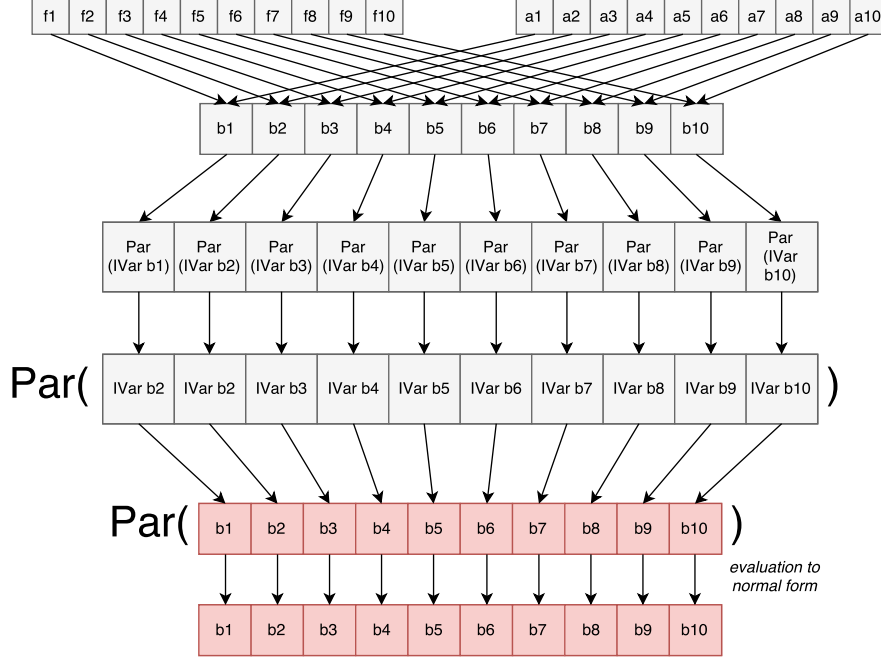 f1 f2 f3 f4 f5 f6 f7 f8 f9 f10 a1 a2 a3 a4 a5 a6 a7 a8 a9 a10
b1 b2 b3 b4 b5 b6 b7 b8 b9 b10
Par (IVar b1) Par (IVar b2) Par (IVar b3) Par (IVar b4) Par (IVar b5) Par (IVar b6) Par (IVar b7) Par (IVar b8) Par (IVar b9) Par (IVar b10)
Par( IVar b2 IVar b2 IVar b3 IVar b4 IVar b5 IVar b6 IVar b7 IVar b8 IVar b9 IVar b10 )
Par( b1 b2 b3 b4 b5 b6 b7 b8 b9 b10 )
evaluation to
normal form
b1 b2 b3 b4 b5 b6 b7 b8 b9 b10